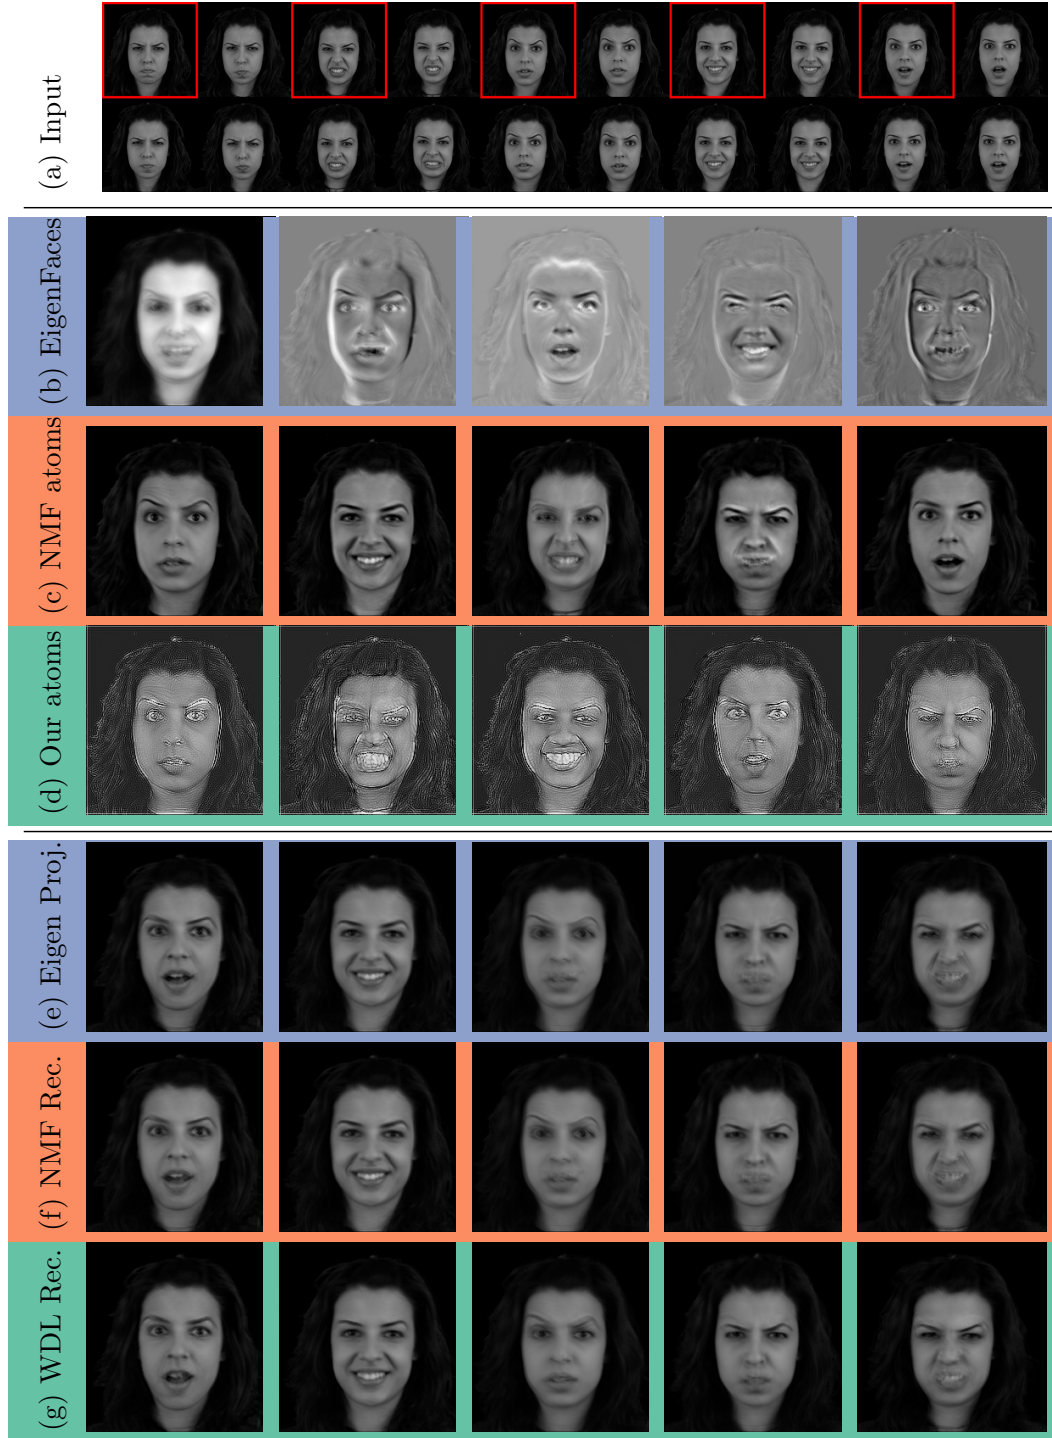 (a) Input
(b) EigenFaces
(c) NMF atoms
(d) Our atoms
(e) Eigen Proj.
(f) NMF Rec.
(g) WDL Rec.